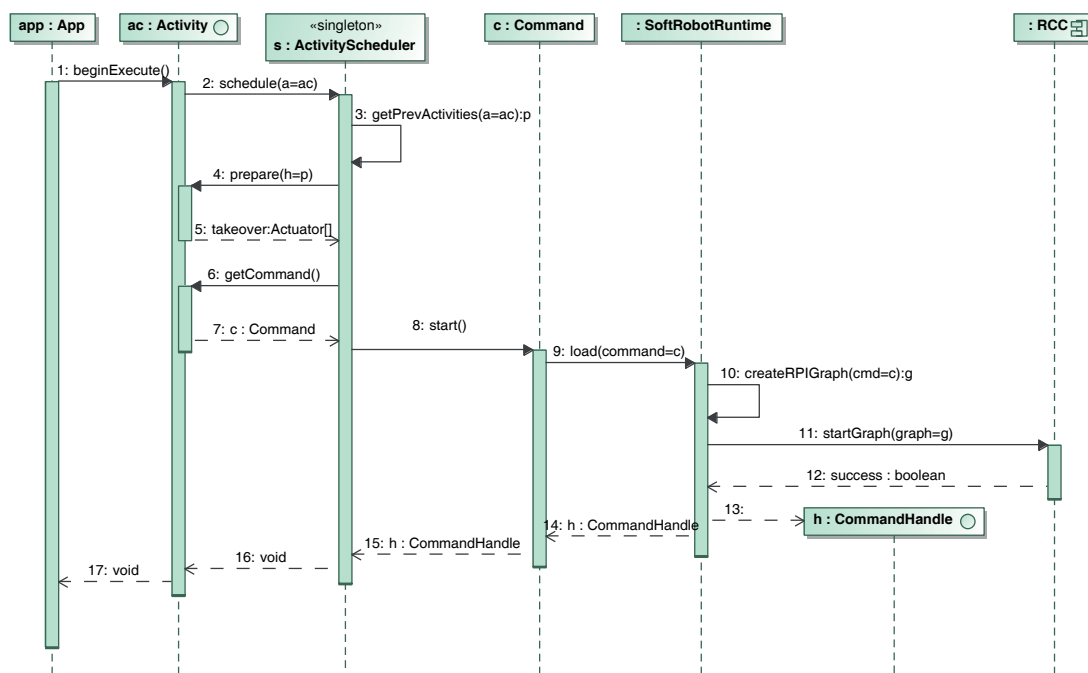 app : App
ac : Activity
«singleton»
s : ActivityScheduler
c : Command
: SoftRobotRuntime
: RCC
1: beginExecute()
2: schedule(a=ac)
3: getPrevActivities(a=ac):p
4: prepare(h=p)
5: takeover:Actuator[]
6: getCommand()
7: c : Command
8: start()
9: load(command=c)
10: createRPIGraph(cmd=c):g
11: startGraph(graph=g)
12: success : boolean
13:
h : CommandHandle
14: h : CommandHandle
15: h : CommandHandle
16: void
17: void